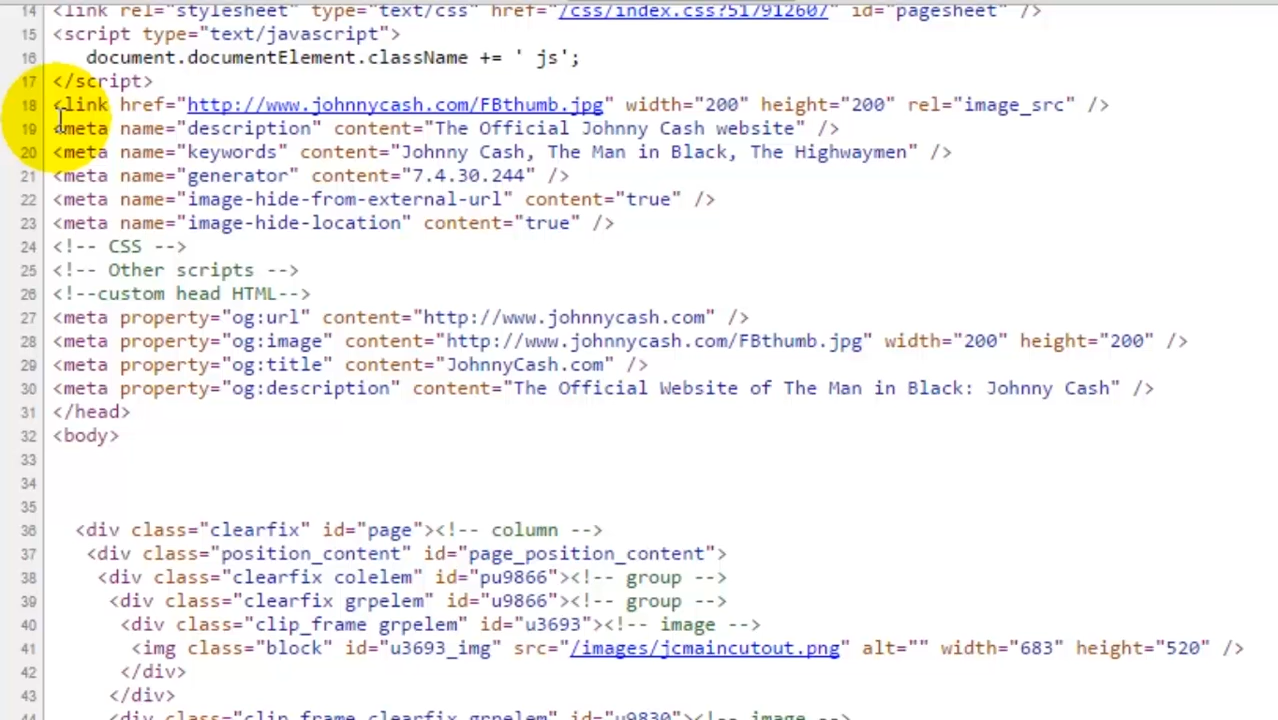 14 <link rel="stylesheet" type="text/css" href="/css/index.css?517912607" id="pagesheet" />
15 <script type="text/javascript">
16 document.documentElement.className += ' js';
17 </script>
18 <link href="http://www.johnnycash.com/FBthumb.jpg" width="200" height="200" rel="image_src" />
19 <meta name="description" content="The Official Johnny Cash website" />
20 <meta name="keywords" content="Johnny Cash, The Man in Black, The Highwaymen" />
21 <meta name="generator" content="7.4.30.244" />
22 <meta name="image-hide-from-external-url" content="true" />
23 <meta name="image-hide-location" content="true" />
24 <!-- CSS -->
25 <!-- Other scripts -->
26 <!--custom head HTML-->
27 <meta property="og:url" content="http://www.johnnycash.com" />
28 <meta property="og:image" content="http://www.johnnycash.com/FBthumb.jpg" width="200" height="200" />
29 <meta property="og:title" content="JohnnyCash.com" />
30 <meta property="og:description" content="The Official Website of The Man in Black: Johnny Cash" />
31 </head>
32 <body>
33
34
35
36 <div class="clearfix" id="page"><!-- column -->
37 <div class="position_content" id="page_position_content">
38 <div class="clearfix colelem" id="pu9866"><!-- group -->
39 <div class="clearfix grpelem" id="u9866"><!-- group -->
40 <div class="clip_frame grpelem" id="u3693"><!-- image -->
41 <img class="block" id="u3693_img" src="/images/jcmaincutout.png" alt="" width="683" height="520" />
42 </div>
43 </div>
44 <div class="clip_frame clearfix grpelem" id="u9830"><!-- image -->